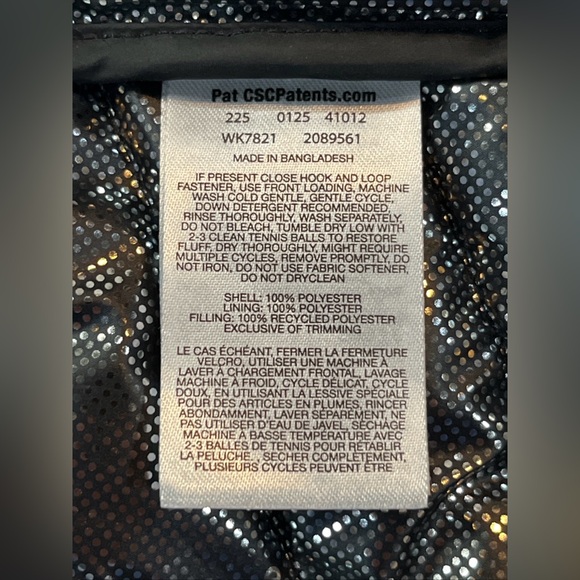 Pat CSCPatents.com
225 0125 41012
WK7821 2089561
MADE IN BANGLADESH
IF PRESENT CLOSE HOOK AND LOOP
FASTENER, USE FRONT LOADING, MACHINE
WASH COLD GENTLE, GENTLE CYCLE,
DOWN DETERGENT RECOMMENDED,
RINSE THOROUGHLY, WASH SEPARATELY,
DO NOT BLEACH, TUMBLE DRY LOW WITH
2-3 CLEAN TENNIS BALLS TO RESTORE
FLUFF, DRY THOROUGHLY, MIGHT REQUIRE
MULTIPLE CYCLES, REMOVE PROMPTLY, DO
NOT IRON, DO NOT USE FABRIC SOFTENER,
DO NOT DRYCLEAN
SHELL: 100% POLYESTER
LINING: 100% POLYESTER
FILLING: 100% RECYCLED POLYESTER
EXCLUSIVE OF TRIMMING
LE CAS ÉCHÉANT, FERMER LA FERMETURE
VELCRO, UTILISER UNE MACHINE À
LAVER À CHARGEMENT FRONTAL, LAVAGE
MACHINE À FROID, CYCLE DÉLICAT, CYCLE
DOUX, EN UTILISANT LA LESSIVE SPÉCIALE
POUR DES ARTICLES EN PLUMES, RINCER
ABONDAMMENT, LAVER SÉPARÉMENT, NE
PAS UTILISER D'EAU DE JAVEL, SÉCHAGE
MACHINE À BASSE TEMPÉRATURE AVEC
2-3 BALLES DE TENNIS POUR RÉTABLIR
LA PELUCHE , SÉCHER COMPLÈTEMENT,
PLUSIEURS CYCLES PEUVENT ÊTRE